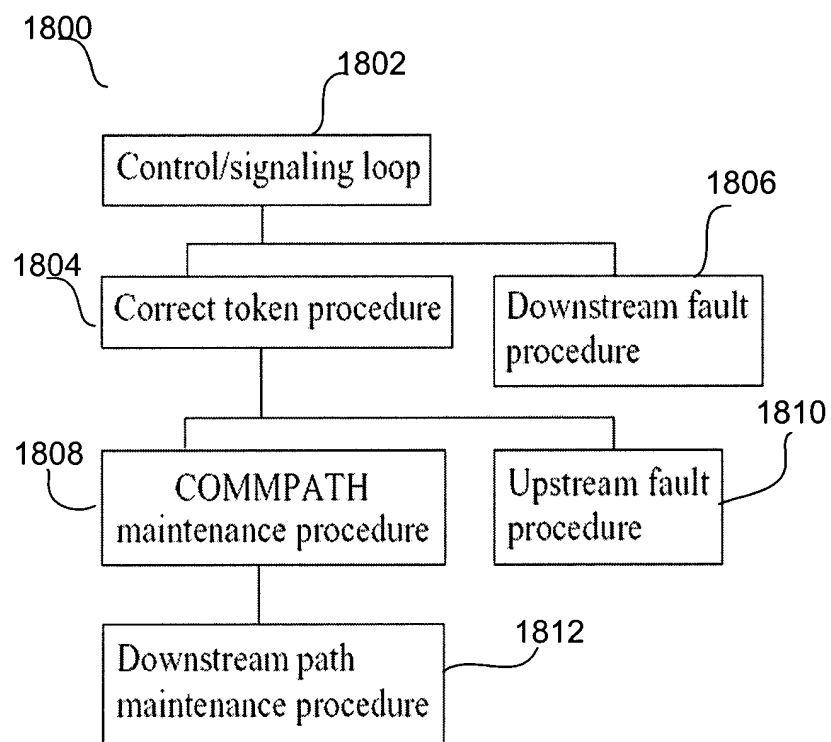 1800
1802
Control/signaling loop
1806
1804
Correct token procedure
Downstream fault
procedure
1810
1808
COMMPATH
maintenance procedure
Upstream fault
procedure
1812
Downstream path
maintenance procedure